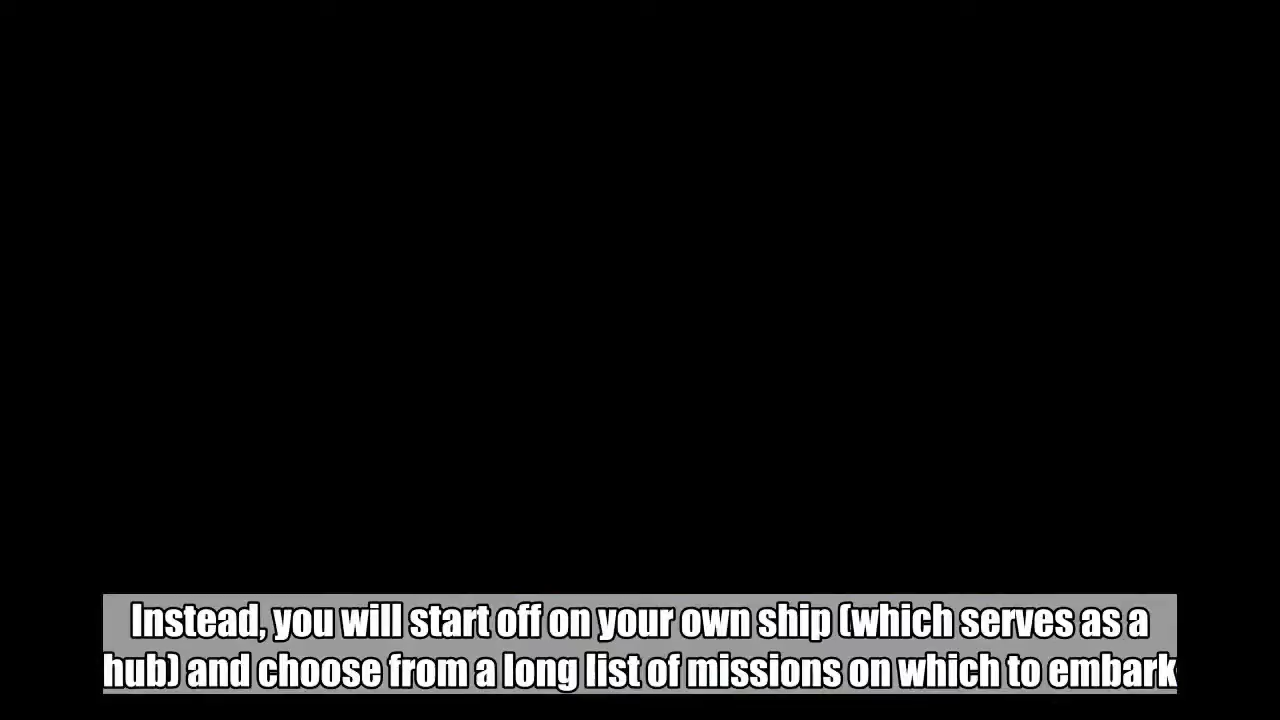 Instead, you will start off on your own ship (which serves as a
hub) and choose from a long list of missions on which to embark